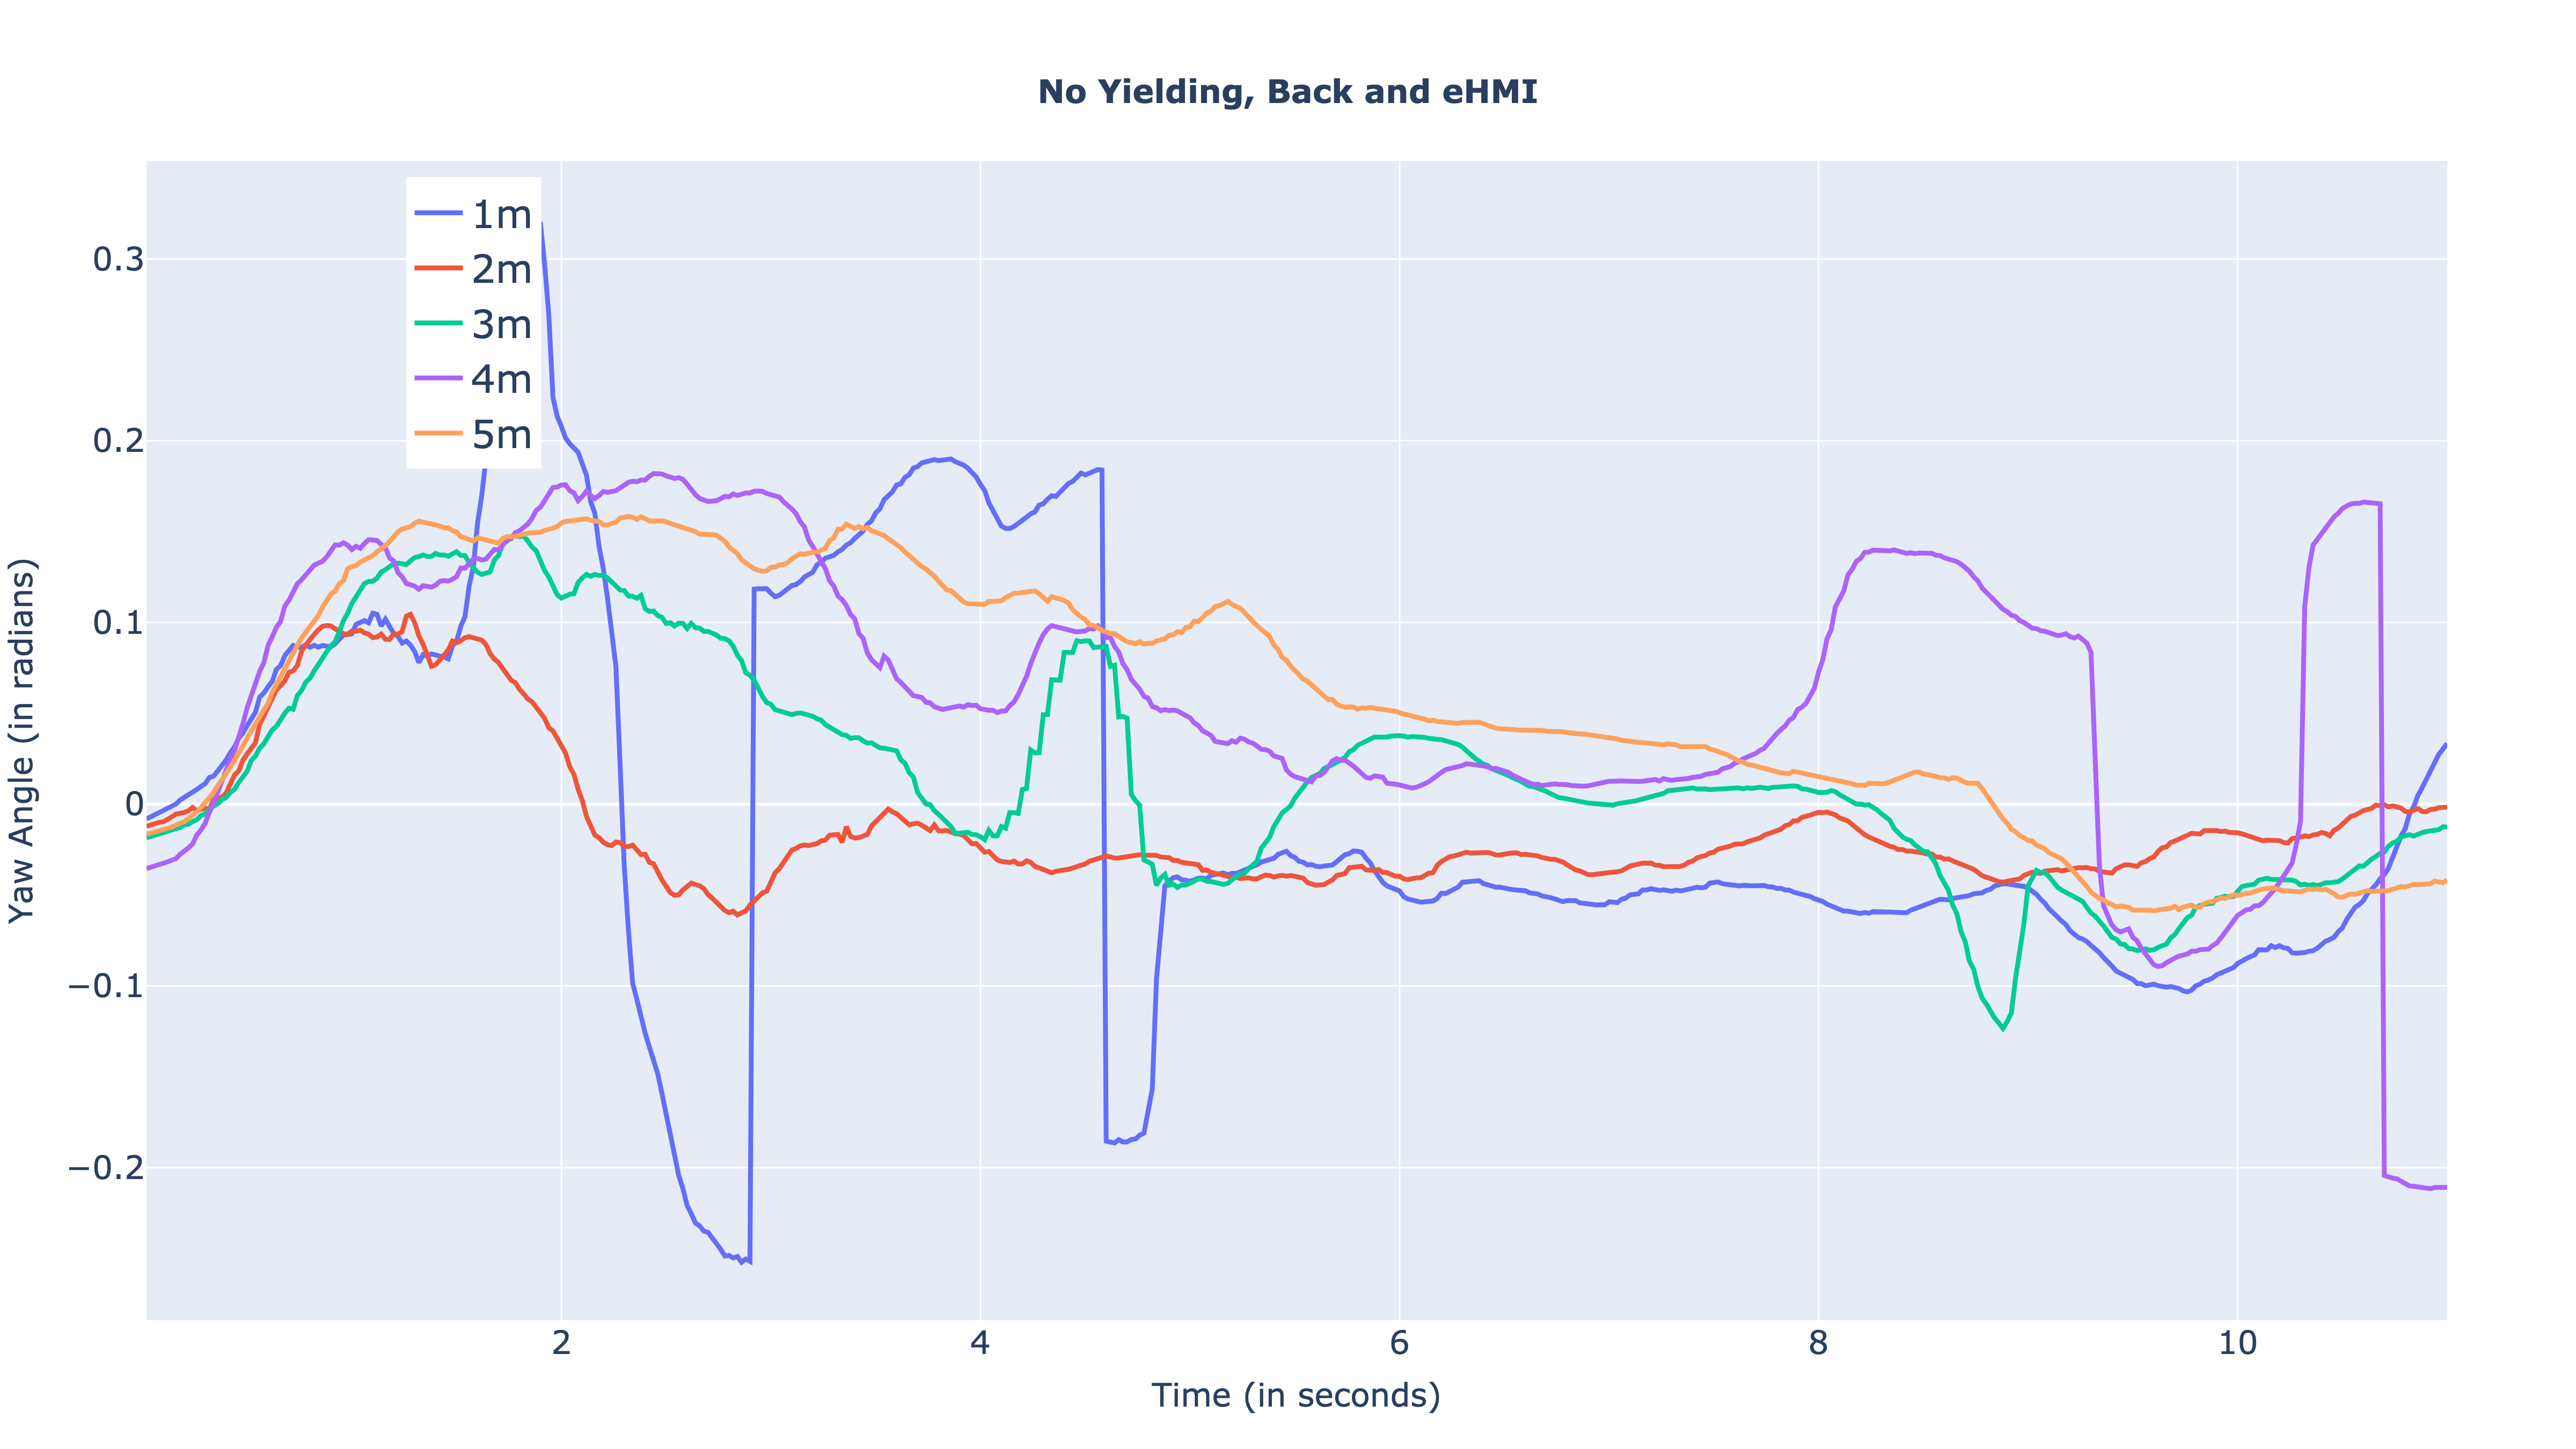 No Yielding, Back and eHMI
1m
2m
3m
4m
5m
0.3
0.2
0.1
0
−0.1
−0.2
2
4
6
8
10
Time (in seconds)
Yaw Angle (in radians)